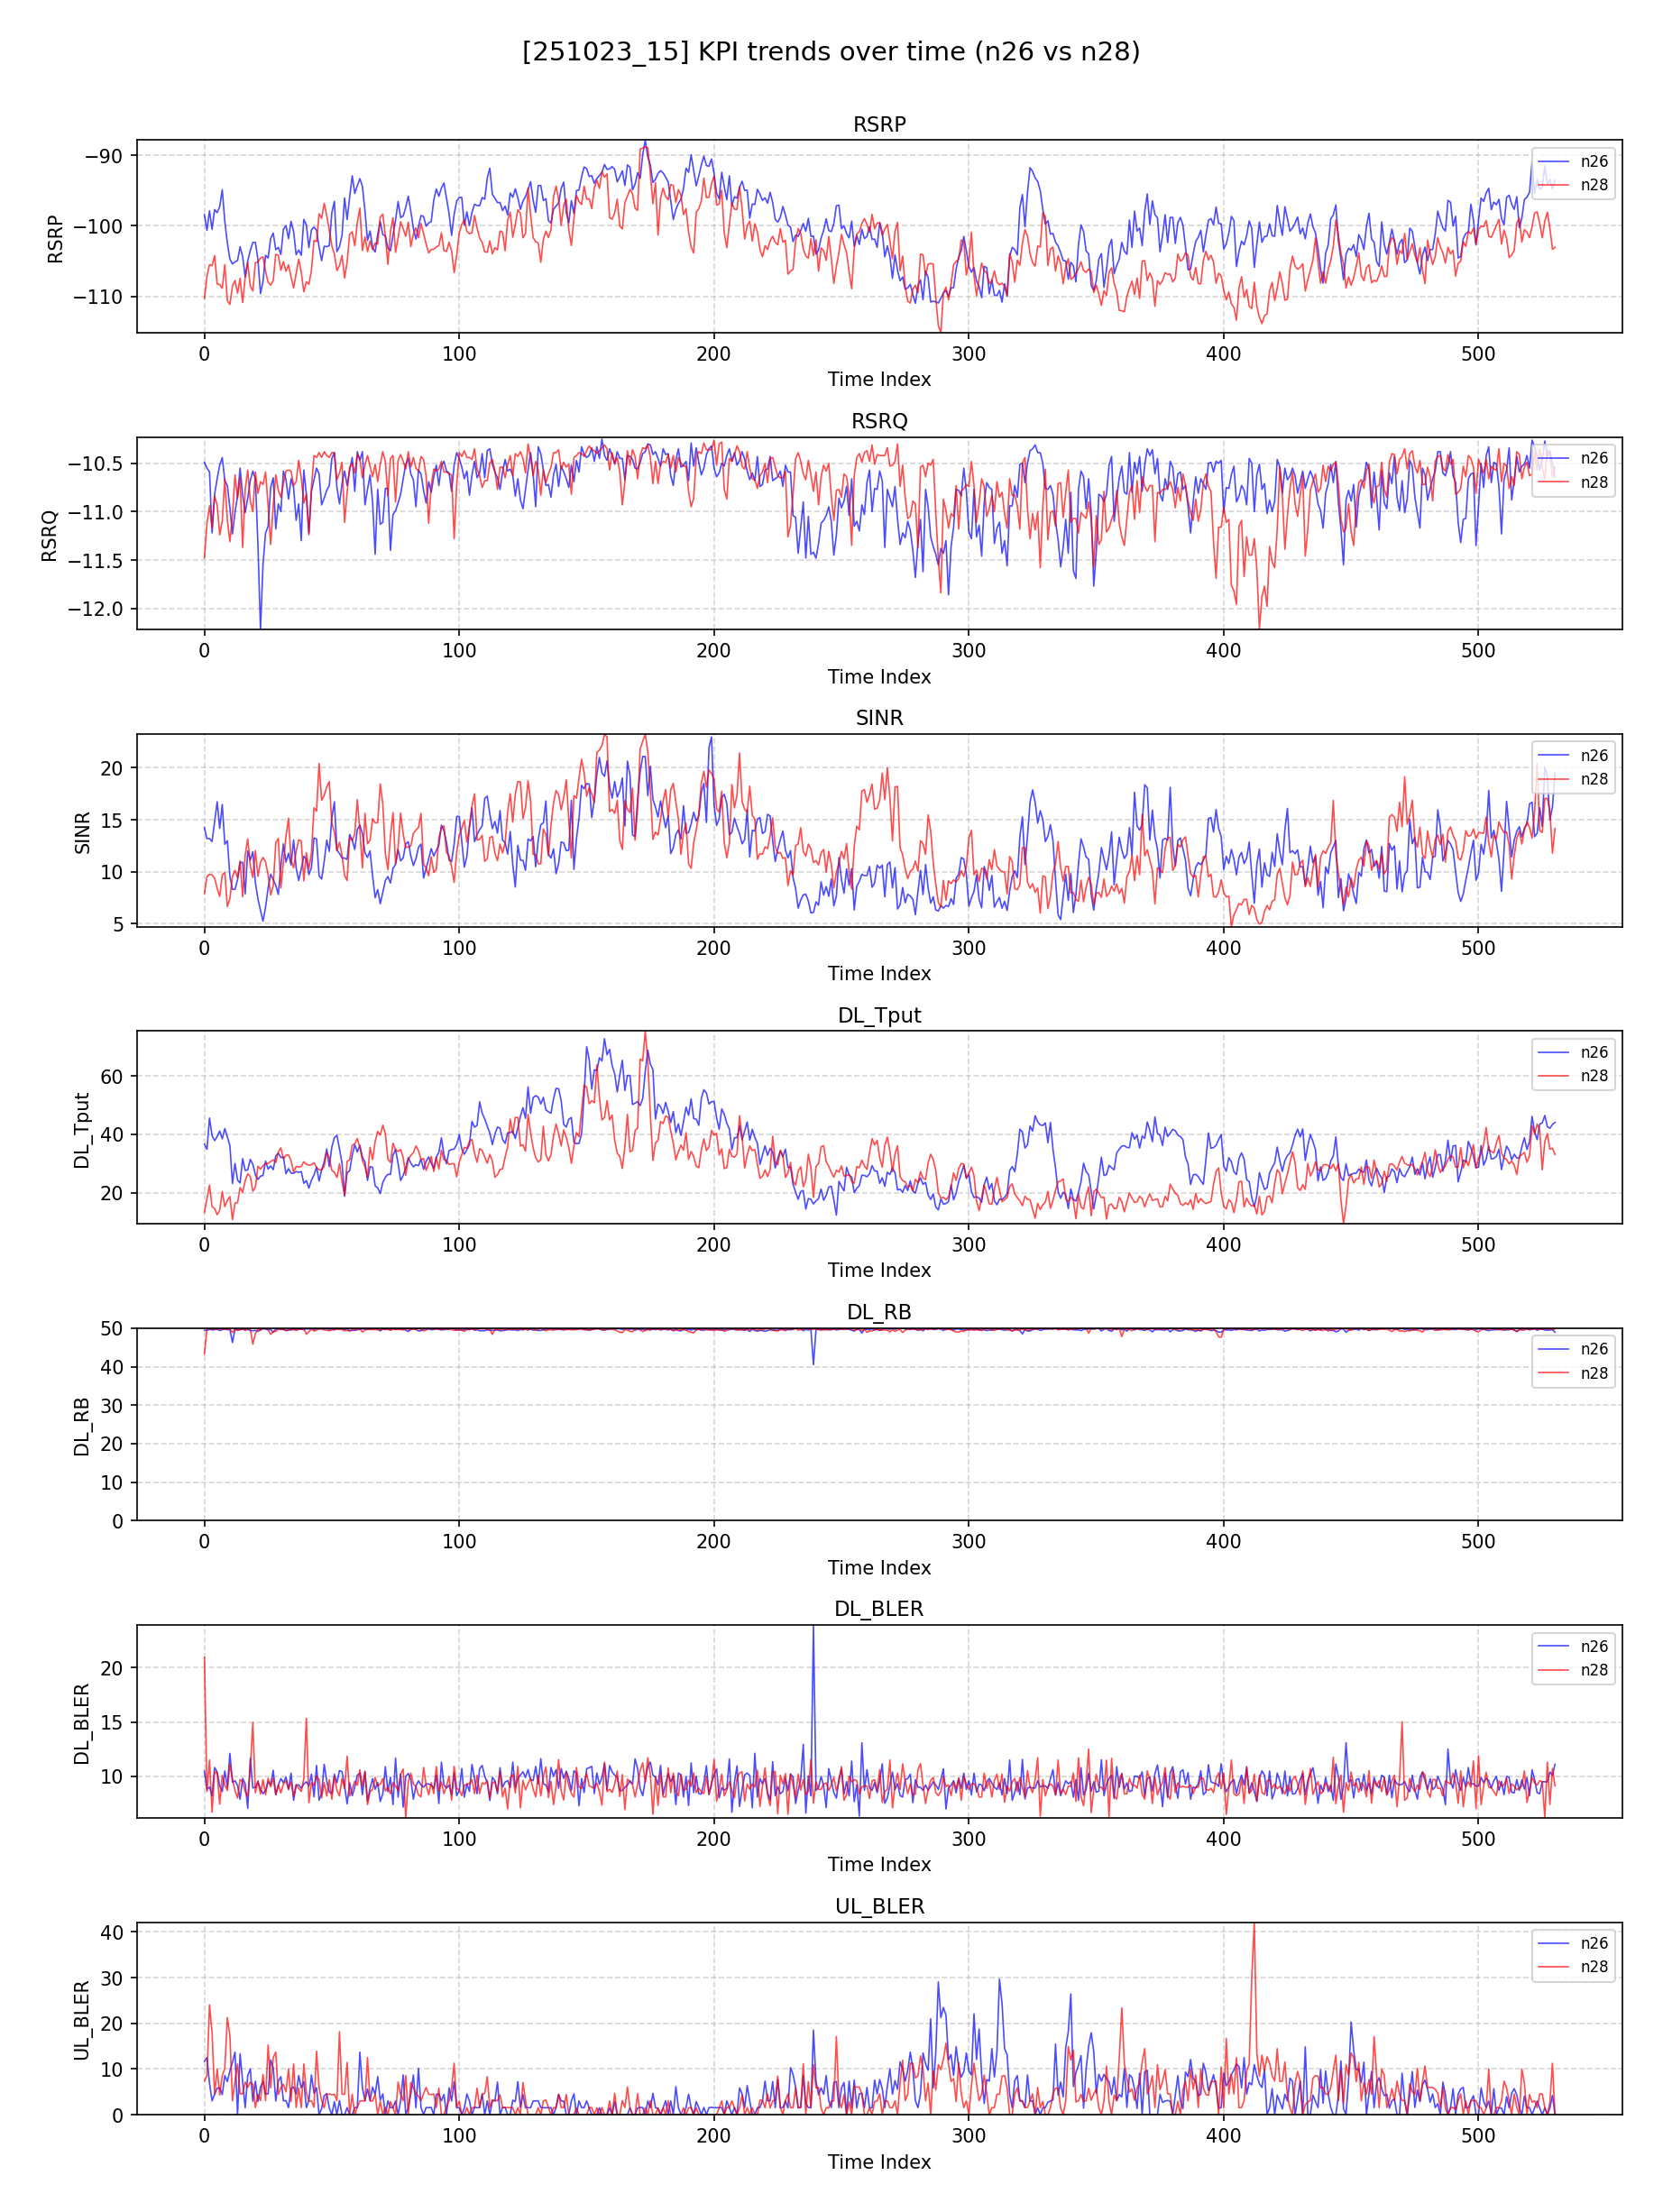 [251023_15] KPI trends over time (n26 vs n28)
RSRP
RSRP
−90
−100
−110
n26
n28
0 100 200 300 400 500
Time Index
RSRQ
RSRQ
−10.5
−11.0
−11.5
−12.0
n26
n28
0 100 200 300 400 500
Time Index
SINR
SINR
20
15
10
5
n26
n28
0 100 200 300 400 500
Time Index
DL_Tput
DL_Tput
60
40
20
n26
n28
0 100 200 300 400 500
Time Index
DL_RB
DL_RB
50
40
30
20
10
0
n26
n28
0 100 200 300 400 500
Time Index
DL_BLER
DL_BLER
20
15
10
n26
n28
0 100 200 300 400 500
Time Index
UL_BLER
UL_BLER
40
30
20
10
0
n26
n28
0 100 200 300 400 500
Time Index